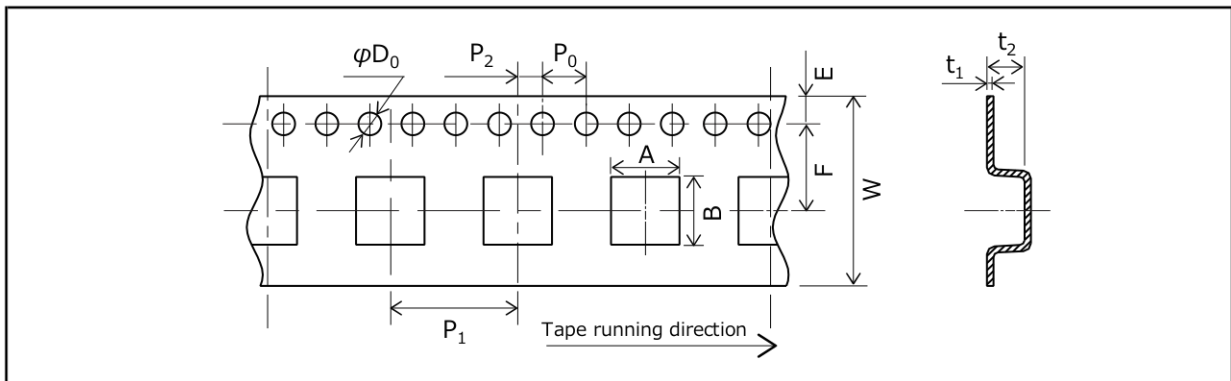 φD₀
P₂
P₀
E
t₁
t₂
A
B
F
W
P₁
Tape running direction